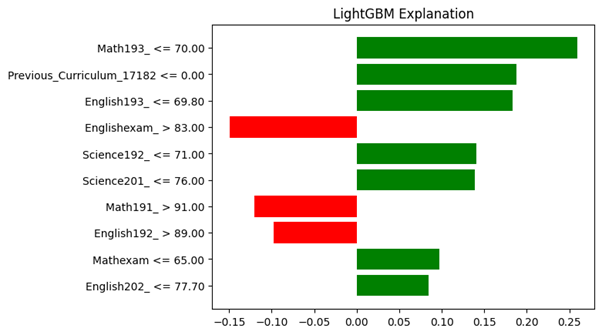 LightGBM Explanation
Math193_ <= 70.00
Previous_Curriculum_17182 <= 0.00
English193_ <= 69.80
Englishexam_ > 83.00
Science192_ <= 71.00
Science201_ <= 76.00
Math191_ > 91.00
English192_ > 89.00
Mathexam <= 65.00
English202_ <= 77.70
−0.15 −0.10 −0.05 0.00 0.05 0.10 0.15 0.20 0.25